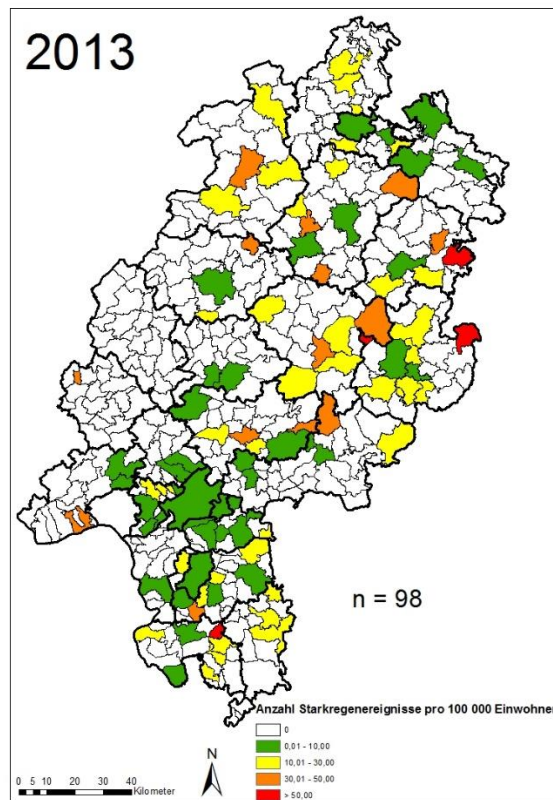 2013
n = 98
Anzahl Starkregenereignisse pro 100 000 Einwohner
0
0,01 - 10,00
10,01 - 30,00
30,01 - 50,00
> 50,00
N
0 5 10 20 30 40
Kilometer